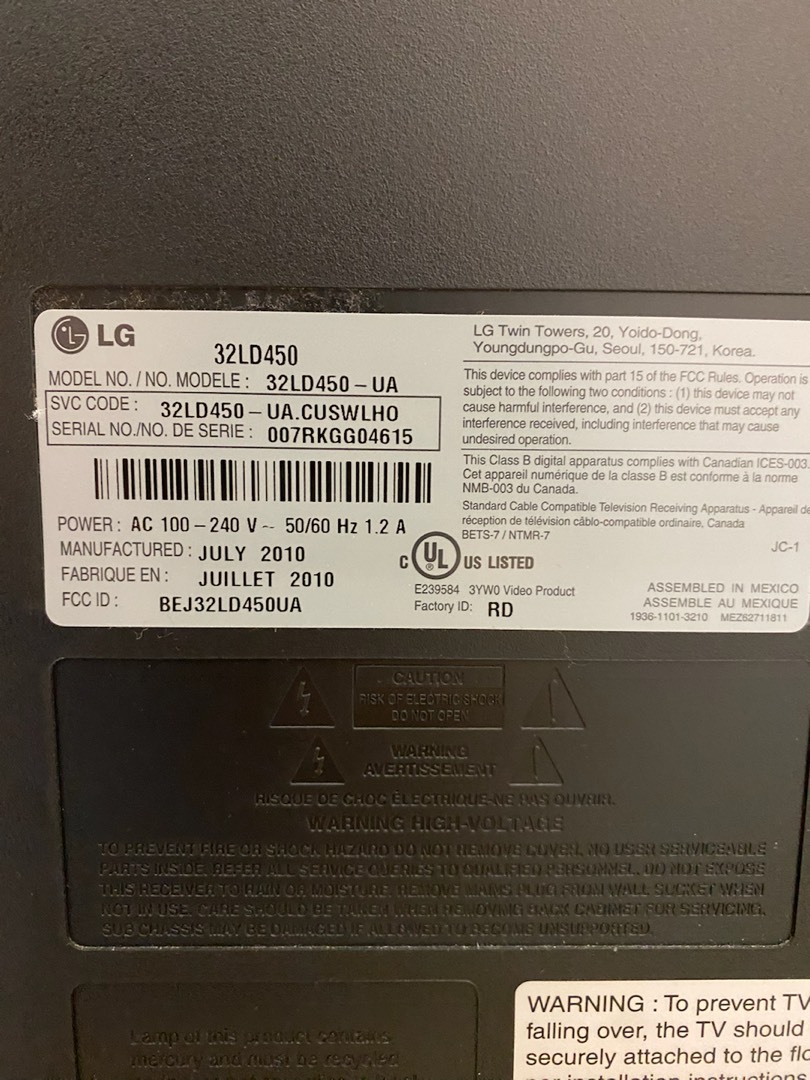 LG
32LD450
MODEL NO. / NO. MODELE : 32LD450 – UA
SVC CODE : 32LD450 – UA.CUSWLHO
SERIAL NO./NO. DE SERIE : 007RKGG04615
POWER : AC 100 – 240 V ~ 50/60 Hz 1.2 A
MANUFACTURED : JULY 2010
FABRIQUE EN : JUILLET 2010
FCC ID : BEJ32LD450UA
LG Twin Towers, 20, Yoido-Dong,
Youngdungpo-Gu, Seoul, 150-721, Korea.
This device complies with part 15 of the FCC Rules. Operation is
subject to the following two conditions : (1) this device may not
cause harmful interference, and (2) this device must accept any
interference received, including interference that may cause
undesired operation.
This Class B digital apparatus complies with Canadian ICES-003.
Cet appareil numérique de la classe B est conforme à la norme
NMB-003 du Canada.
Standard Cable Compatible Television Receiving Apparatus - Appareil de
réception de télévision câblo-compatible ordinaire, Canada
BETS-7 / NTMR-7
JC-1
C UL US LISTED
E239584 3YW0 Video Product
Factory ID: RD
ASSEMBLED IN MEXICO
ASSEMBLE AU MEXIQUE
1936-1101-3210 MEZ62711811
CAUTION
RISK OF ELECTRIC SHOCK
DO NOT OPEN
WARNING
AVERTISSEMENT
RISQUE DE CHOC ÉLECTRIQUE-NE PAS OUVRIR.
WARNING HIGH-VOLTAGE
TO PREVENT FIRE OR SHOCK HAZARD DO NOT REMOVE COVER. NO USER SERVICEABLE
PARTS INSIDE. REFER ALL SERVICE QUERIES TO QUALIFIED PERSONNEL. DO NOT EXPOSE
THIS RECEIVER TO RAIN OR MOISTURE. REMOVE MAINS PLUG FROM WALL SOCKET WHEN
NOT IN USE. CARE SHOULD BE TAKEN WHEN REMOVING BACK CABINET FOR SERVICING.
SUB CHASSIS MAY BE DAMAGED IF ALLOWED TO BECOME UNSUPPORTED.
Lamp of this product contains
mercury and must be recycled
WARNING : To prevent TV
falling over, the TV should
securely attached to the flo
per installation instructions